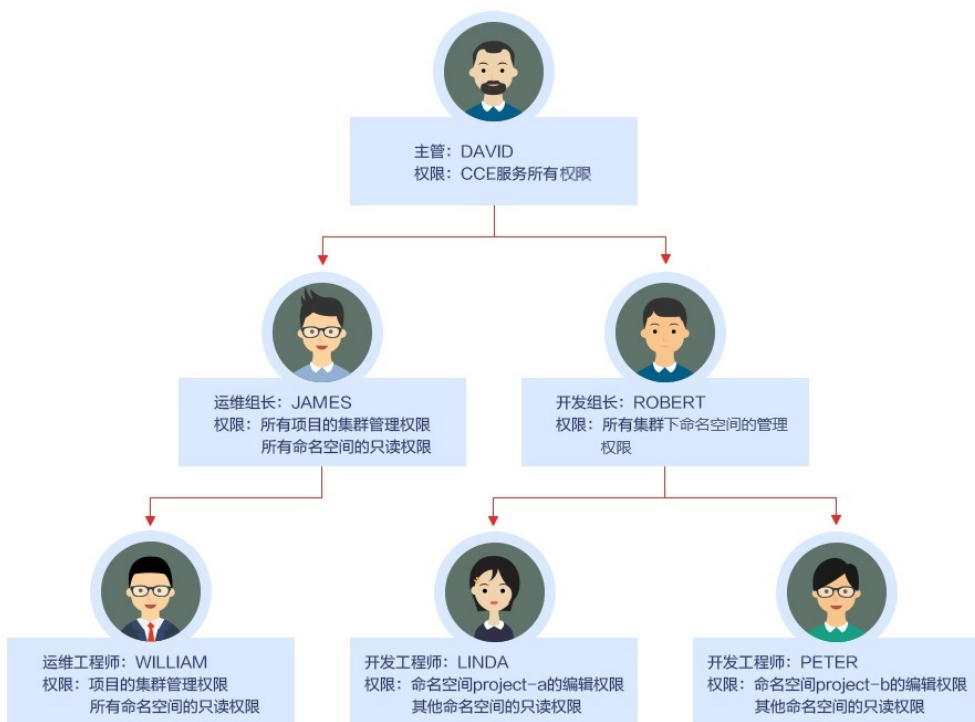 主管：DAVID
权限：CCE服务所有权限
运维组长：JAMES
权限：所有项目的集群管理权限
所有命名空间的只读权限
开发组长：ROBERT
权限：所有集群下命名空间的管理
权限
运维工程师：WILLIAM
权限：项目的集群管理权限
所有命名空间的只读权限
开发工程师：LINDA
权限：命名空间project-a的编辑权限
其他命名空间的只读权限
开发工程师：PETER
权限：命名空间project-b的编辑权限
其他命名空间的只读权限